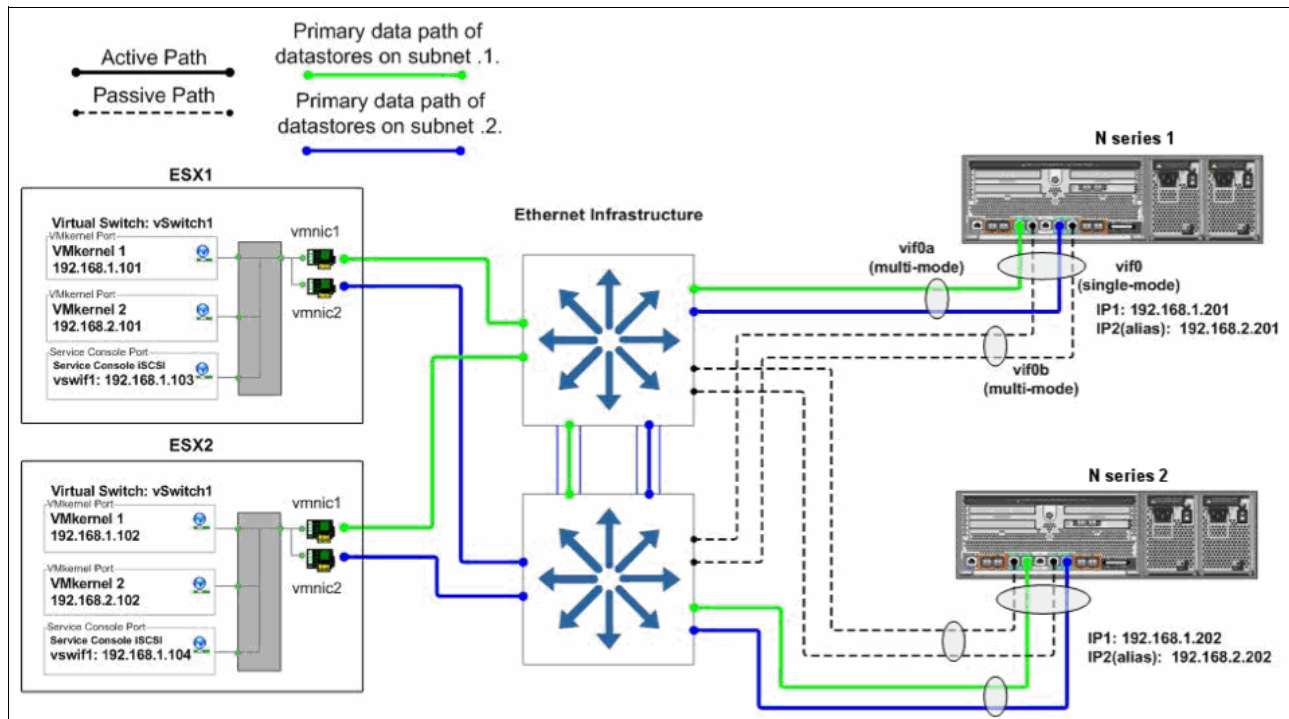 Active Path
Passive Path
Primary data path of
datastores on subnet .1.
Primary data path of
datastores on subnet .2.
ESX1
Virtual Switch: vSwitch1
VMkernel Port
VMkernel 1
192.168.1.101
VMkernel Port
VMkernel 2
192.168.2.101
Service Console Port
Service Console iSCSI
vswif1: 192.168.1.103
vmnic1
vmnic2
ESX2
Virtual Switch: vSwitch1
VMkernel Port
VMkernel 1
192.168.1.102
VMkernel Port
VMkernel 2
192.168.2.102
Service Console Port
Service Console iSCSI
vswif1: 192.168.1.104
vmnic1
vmnic2
Ethernet Infrastructure
N series 1
vif0a
(multi-mode)
vif0
(single-mode)
IP1: 192.168.1.201
IP2(alias): 192.168.2.201
vif0b
(multi-mode)
N series 2
IP1: 192.168.1.202
IP2(alias): 192.168.2.202